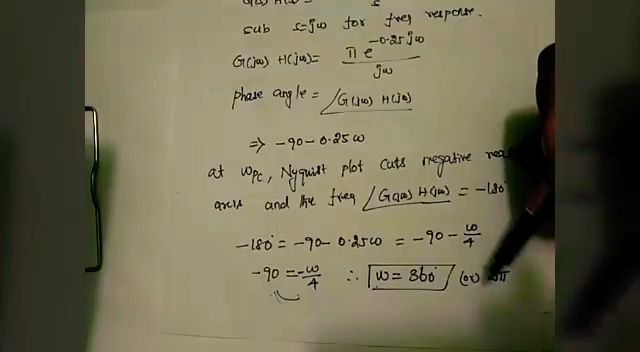 G(s) H(s) = s
sub s=jω for freq response.
G(jω) H(jω)= π e^-0.25jω / jω
phase angle = ∠G(jω) H(jω)
⇒ -90-0.25ω
at ωpc, Nyquist plot cuts negative
axis and the freq ∠G(jω) H(jω) = -180°
-180° = -90-0.25ω = -90-ω/4
-90 = -ω/4 ∴ ω = 360° (or)